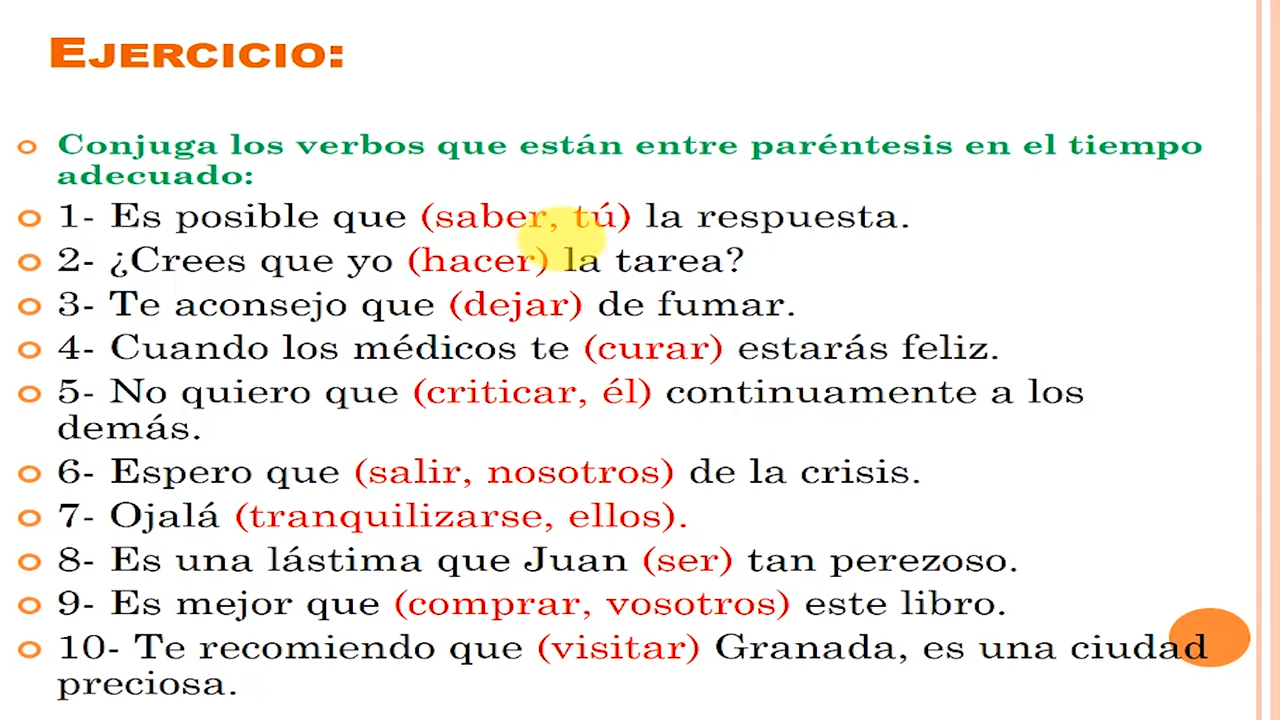 EJERCICIO:
Conjuga los verbos que están entre paréntesis en el tiempo
adecuado:
1- Es posible que (saber, tú) la respuesta.
2- ¿Crees que yo (hacer) la tarea?
3- Te aconsejo que (dejar) de fumar.
4- Cuando los médicos te (curar) estarás feliz.
5- No quiero que (criticar, él) continuamente a los
demás.
6- Espero que (salir, nosotros) de la crisis.
7- Ojalá (tranquilizarse, ellos).
8- Es una lástima que Juan (ser) tan perezoso.
9- Es mejor que (comprar, vosotros) este libro.
10- Te recomiendo que (visitar) Granada, es una ciudad
preciosa.